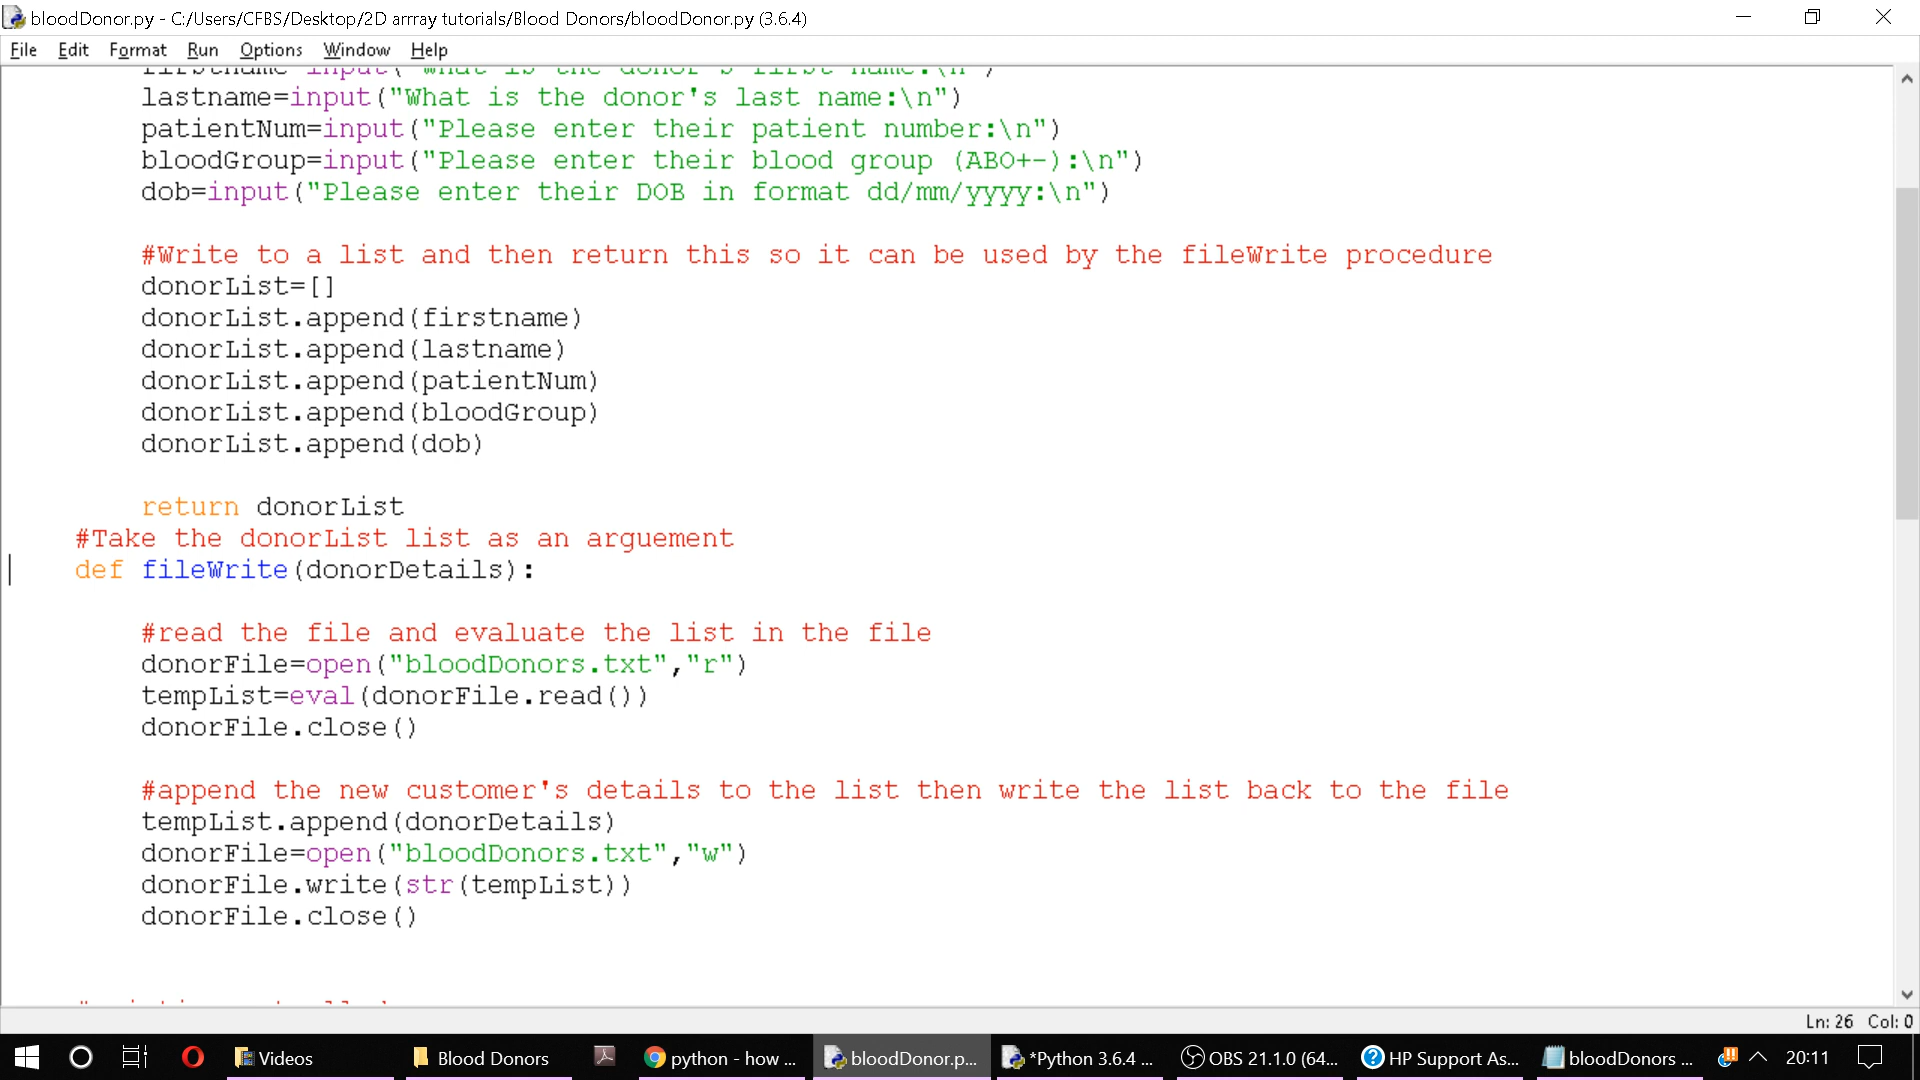 bloodDonor.py - C:/Users/CFBS/Desktop/2D arrray tutorials/Blood Donors/bloodDonor.py (3.6.4)
File Edit Format Run Options Window Help
firstname=input("What is the donor's first name:\n")
lastname=input("What is the donor's last name:\n")
patientNum=input("Please enter their patient number:\n")
bloodGroup=input("Please enter their blood group (ABO+-):\n")
dob=input("Please enter their DOB in format dd/mm/yyyy:\n")
#Write to a list and then return this so it can be used by the fileWrite procedure
donorList=[]
donorList.append(firstname)
donorList.append(lastname)
donorList.append(patientNum)
donorList.append(bloodGroup)
donorList.append(dob)
return donorList
#Take the donorList list as an arguement
def fileWrite(donorDetails):
#read the file and evaluate the list in the file
donorFile=open("bloodDonors.txt","r")
tempList=eval(donorFile.read())
donorFile.close()
#append the new customer's details to the list then write the list back to the file
tempList.append(donorDetails)
donorFile=open("bloodDonors.txt","w")
donorFile.write(str(tempList))
donorFile.close()
Ln: 26 Col: 0
Videos Blood Donors python - how ... bloodDonor.p... *Python 3.6.4 ... OBS 21.1.0 (64... HP Support As... bloodDonors ... 20:11